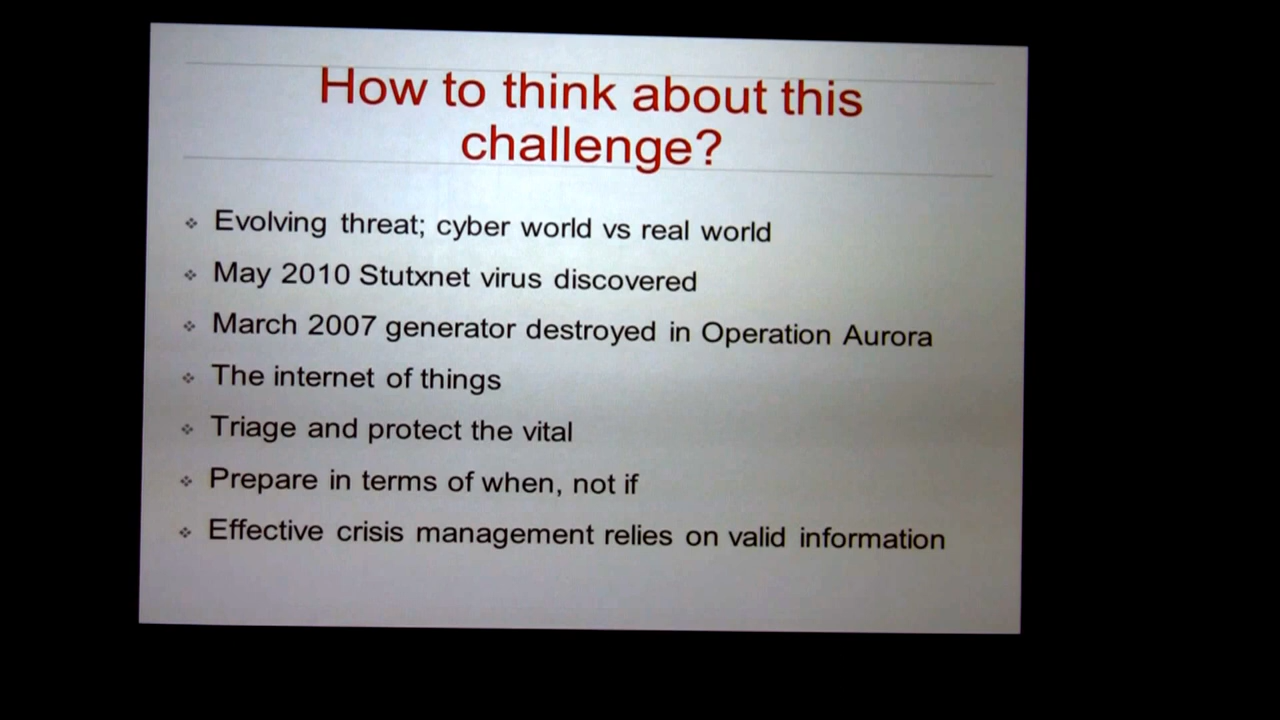 How to think about this
challenge?
Evolving threat; cyber world vs real world
May 2010 Stutxnet virus discovered
March 2007 generator destroyed in Operation Aurora
The internet of things
Triage and protect the vital
Prepare in terms of when, not if
Effective crisis management relies on valid information